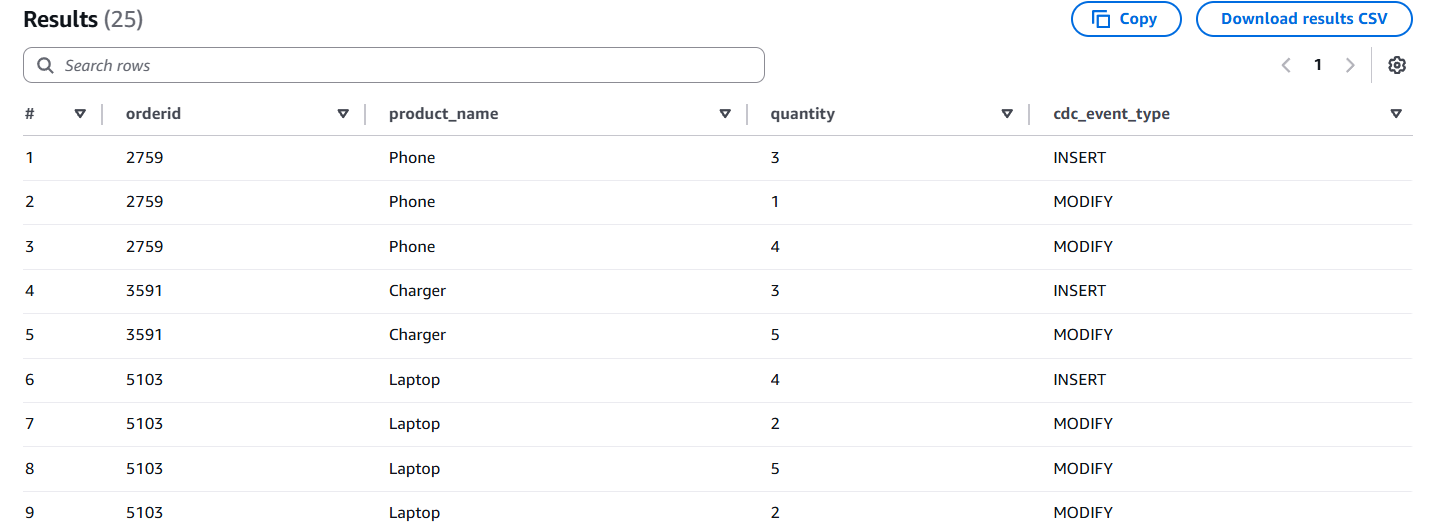 Results (25) Copy Download results CSV
Search rows 1
# orderid product_name quantity cdc_event_type
1 2759 Phone 3 INSERT
2 2759 Phone 1 MODIFY
3 2759 Phone 4 MODIFY
4 3591 Charger 3 INSERT
5 3591 Charger 5 MODIFY
6 5103 Laptop 4 INSERT
7 5103 Laptop 2 MODIFY
8 5103 Laptop 5 MODIFY
9 5103 Laptop 2 MODIFY